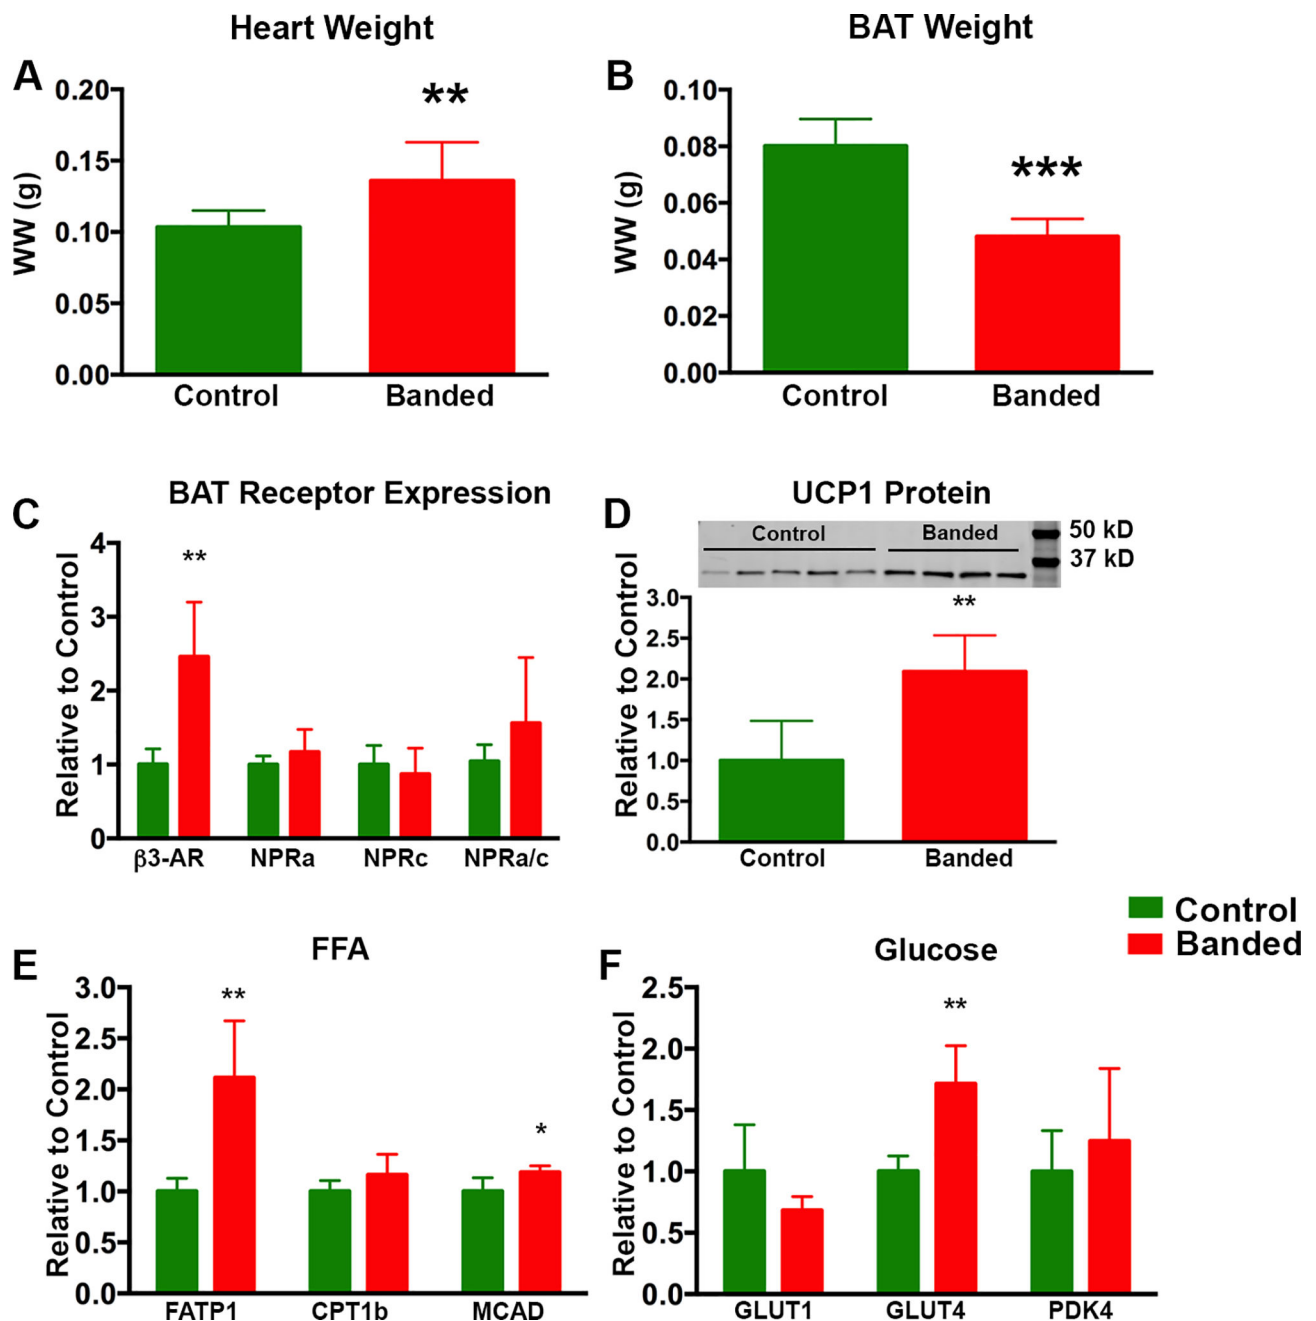 Heart Weight
A
0.20
0.15
0.10
0.05
0.00
WW (g)
**
Control
Banded
BAT Weight
B
0.10
0.08
0.06
0.04
0.02
0.00
WW (g)
***
Control
Banded
BAT Receptor Expression
C
4
3
2
1
0
Relative to Control
**
β3-AR
NPRa
NPRc
NPRa/c
UCP1 Protein
D
Control
Banded
50 kD
37 kD
3.0
2.5
2.0
1.5
1.0
0.5
0.0
Relative to Control
**
Control
Banded
Control
Banded
FFA
E
3.0
2.5
2.0
1.5
1.0
0.5
0.0
Relative to Control
**
*
FATP1
CPT1b
MCAD
Glucose
F
2.5
2.0
1.5
1.0
0.5
0.0
Relative to Control
**
GLUT1
GLUT4
PDK4